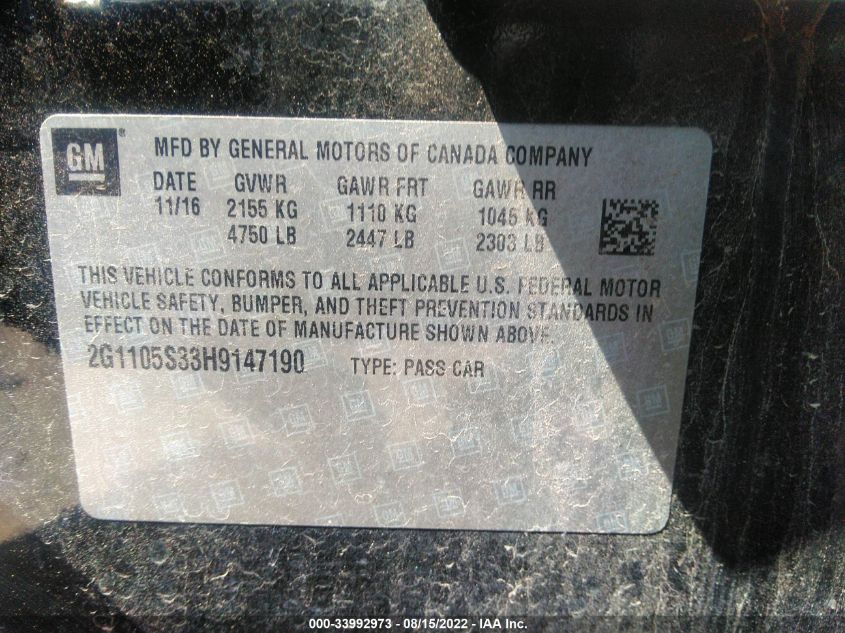 GM ® MFD BY GENERAL MOTORS OF CANADA COMPANY
DATE GVWR GAWR FRT GAWR RR
11/16 2155 KG 1110 KG 1045 KG
4750 LB 2447 LB 2303 LB
THIS VEHICLE CONFORMS TO ALL APPLICABLE U.S. FEDERAL MOTOR
VEHICLE SAFETY, BUMPER, AND THEFT PREVENTION STANDARDS IN
EFFECT ON THE DATE OF MANUFACTURE SHOWN ABOVE.
2G1105S33H9147190 TYPE: PASS CAR
000-33992973 - 08/15/2022 - IAA Inc.